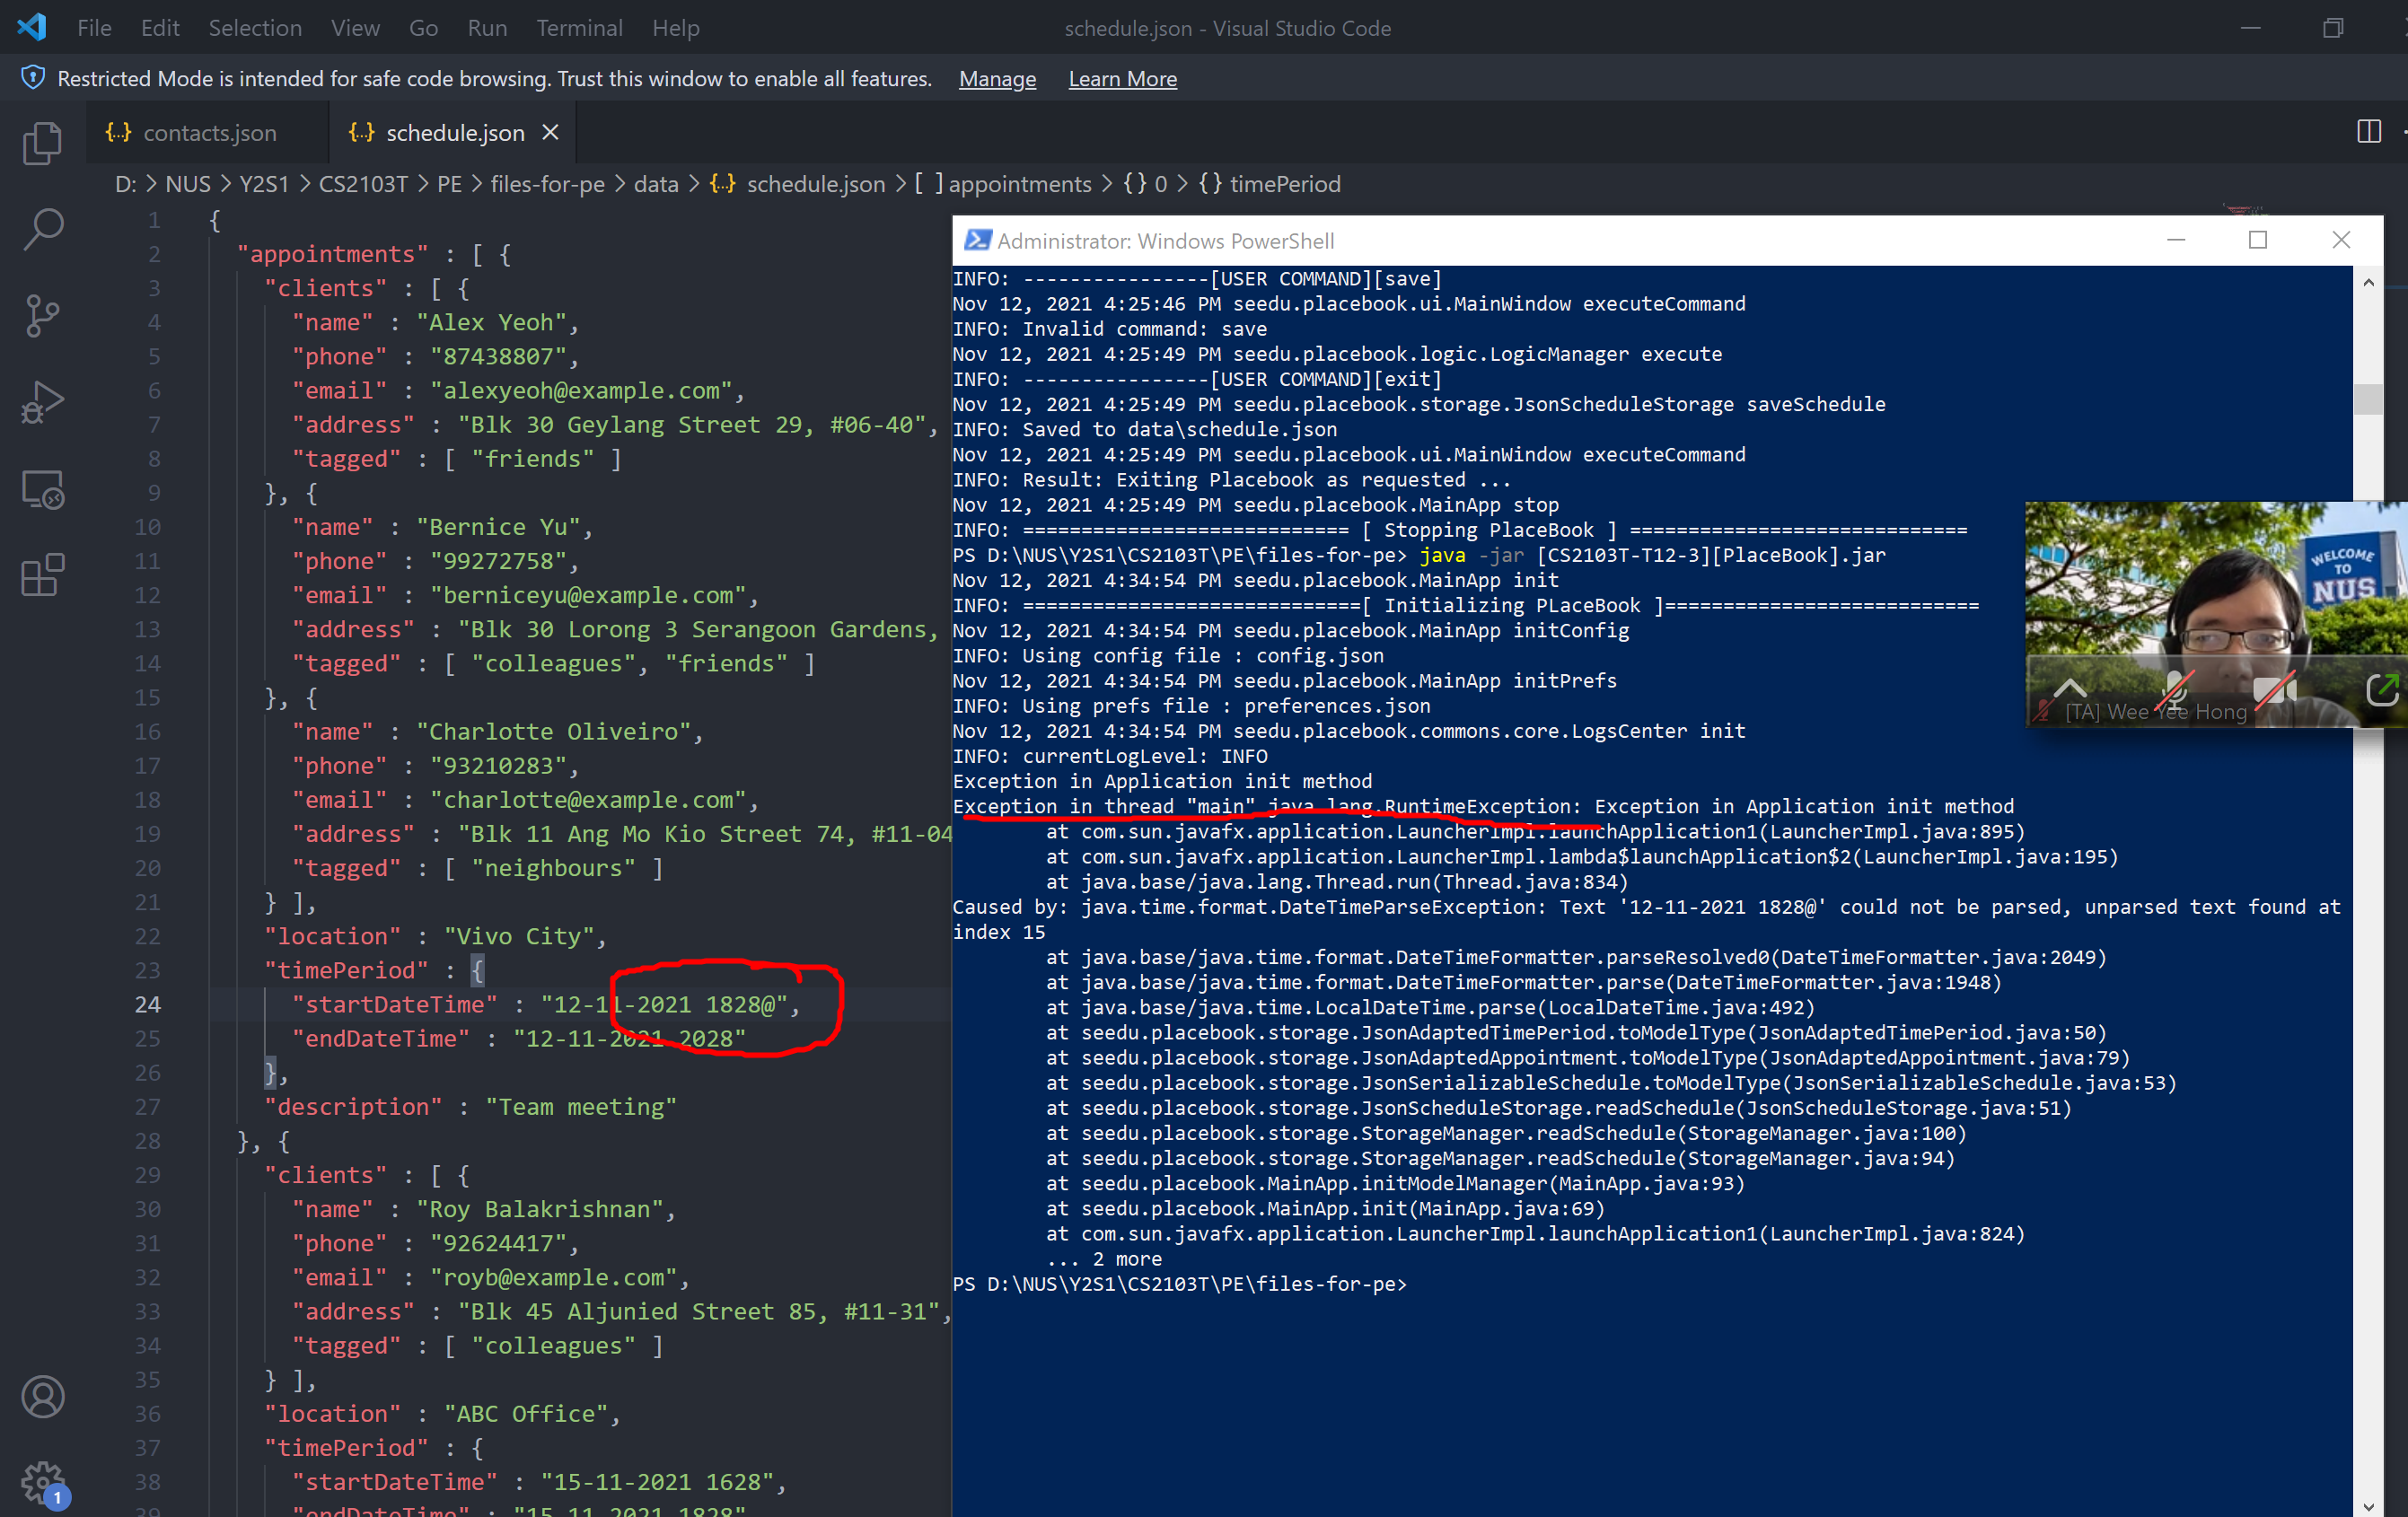 File Edit Selection View Go Run Terminal Help
schedule.json - Visual Studio Code
Restricted Mode is intended for safe code browsing. Trust this window to enable all features. Manage Learn More
{..} contacts.json
{..} schedule.json
D: > NUS > Y2S1 > CS2103T > PE > files-for-pe > data > {..} schedule.json > [ ] appointments > { } 0 > { } timePeriod
1 {
2 "appointments" : [ {
3 "clients" : [ {
4 "name" : "Alex Yeoh",
5 "phone" : "87438807",
6 "email" : "alexyeoh@example.com",
7 "address" : "Blk 30 Geylang Street 29, #06-40",
8 "tagged" : [ "friends" ]
9 }, {
10 "name" : "Bernice Yu",
11 "phone" : "99272758",
12 "email" : "berniceyu@example.com",
13 "address" : "Blk 30 Lorong 3 Serangoon Gardens,
14 "tagged" : [ "colleagues", "friends" ]
15 }, {
16 "name" : "Charlotte Oliveiro",
17 "phone" : "93210283",
18 "email" : "charlotte@example.com",
19 "address" : "Blk 11 Ang Mo Kio Street 74, #11-04
20 "tagged" : [ "neighbours" ]
21 } ],
22 "location" : "Vivo City",
23 "timePeriod" : {
24 "startDateTime" : "12-11-2021 1828@",
25 "endDateTime" : "12-11-2021 2028"
26 },
27 "description" : "Team meeting"
28 }, {
29 "clients" : [ {
30 "name" : "Roy Balakrishnan",
31 "phone" : "92624417",
32 "email" : "royb@example.com",
33 "address" : "Blk 45 Aljunied Street 85, #11-31",
34 "tagged" : [ "colleagues" ]
35 } ],
36 "location" : "ABC Office",
37 "timePeriod" : {
38 "startDateTime" : "15-11-2021 1628",
39 "endDateTime" : "15-11-2021 1828"
1
Administrator: Windows PowerShell
INFO: ----------------[USER COMMAND][save]
Nov 12, 2021 4:25:46 PM seedu.placebook.ui.MainWindow executeCommand
INFO: Invalid command: save
Nov 12, 2021 4:25:49 PM seedu.placebook.logic.LogicManager execute
INFO: ----------------[USER COMMAND][exit]
Nov 12, 2021 4:25:49 PM seedu.placebook.storage.JsonScheduleStorage saveSchedule
INFO: Saved to data\schedule.json
Nov 12, 2021 4:25:49 PM seedu.placebook.ui.MainWindow executeCommand
INFO: Result: Exiting Placebook as requested ...
Nov 12, 2021 4:25:49 PM seedu.placebook.MainApp stop
INFO: ============================ [ Stopping PlaceBook ] =============================
PS D:\NUS\Y2S1\CS2103T\PE\files-for-pe> java -jar [CS2103T-T12-3][PlaceBook].jar
Nov 12, 2021 4:34:54 PM seedu.placebook.MainApp init
INFO: =============================[ Initializing PLaceBook ]===========================
Nov 12, 2021 4:34:54 PM seedu.placebook.MainApp initConfig
INFO: Using config file : config.json
Nov 12, 2021 4:34:54 PM seedu.placebook.MainApp initPrefs
INFO: Using prefs file : preferences.json
Nov 12, 2021 4:34:54 PM seedu.placebook.commons.core.LogsCenter init
INFO: currentLogLevel: INFO
Exception in Application init method
Exception in thread "main" java.lang.RuntimeException: Exception in Application init method
at com.sun.javafx.application.LauncherImpl.launchApplication1(LauncherImpl.java:895)
at com.sun.javafx.application.LauncherImpl.lambda$launchApplication$2(LauncherImpl.java:195)
at java.base/java.lang.Thread.run(Thread.java:834)
Caused by: java.time.format.DateTimeParseException: Text '12-11-2021 1828@' could not be parsed, unparsed text found at
index 15
at java.base/java.time.format.DateTimeFormatter.parseResolved0(DateTimeFormatter.java:2049)
at java.base/java.time.format.DateTimeFormatter.parse(DateTimeFormatter.java:1948)
at java.base/java.time.LocalDateTime.parse(LocalDateTime.java:492)
at seedu.placebook.storage.JsonAdaptedTimePeriod.toModelType(JsonAdaptedTimePeriod.java:50)
at seedu.placebook.storage.JsonAdaptedAppointment.toModelType(JsonAdaptedAppointment.java:79)
at seedu.placebook.storage.JsonSerializableSchedule.toModelType(JsonSerializableSchedule.java:53)
at seedu.placebook.storage.JsonScheduleStorage.readSchedule(JsonScheduleStorage.java:51)
at seedu.placebook.storage.StorageManager.readSchedule(StorageManager.java:100)
at seedu.placebook.storage.StorageManager.readSchedule(StorageManager.java:94)
at seedu.placebook.MainApp.initModelManager(MainApp.java:93)
at seedu.placebook.MainApp.init(MainApp.java:69)
at com.sun.javafx.application.LauncherImpl.launchApplication1(LauncherImpl.java:824)
... 2 more
PS D:\NUS\Y2S1\CS2103T\PE\files-for-pe>
WELCOME
TO
NUS
[TA] Wee Yee Hong